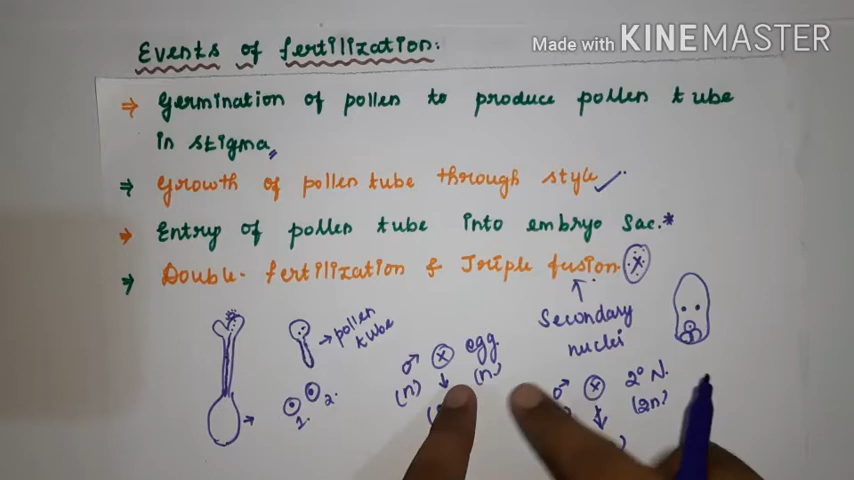 Made with KINEMASTER
Events of fertilization:
⇒ Germination of pollen to produce pollen tube
in stigma
⇒ Growth of pollen tube through style ✓
⇒ Entry of pollen tube into embryo sac.*
⇒ Double-fertilization & Triple fusion.
Secondary
nuclei
→ pollen
tube
1. 2.
♂ × egg
(n) (n)
♂ × 2° N.
(2n)